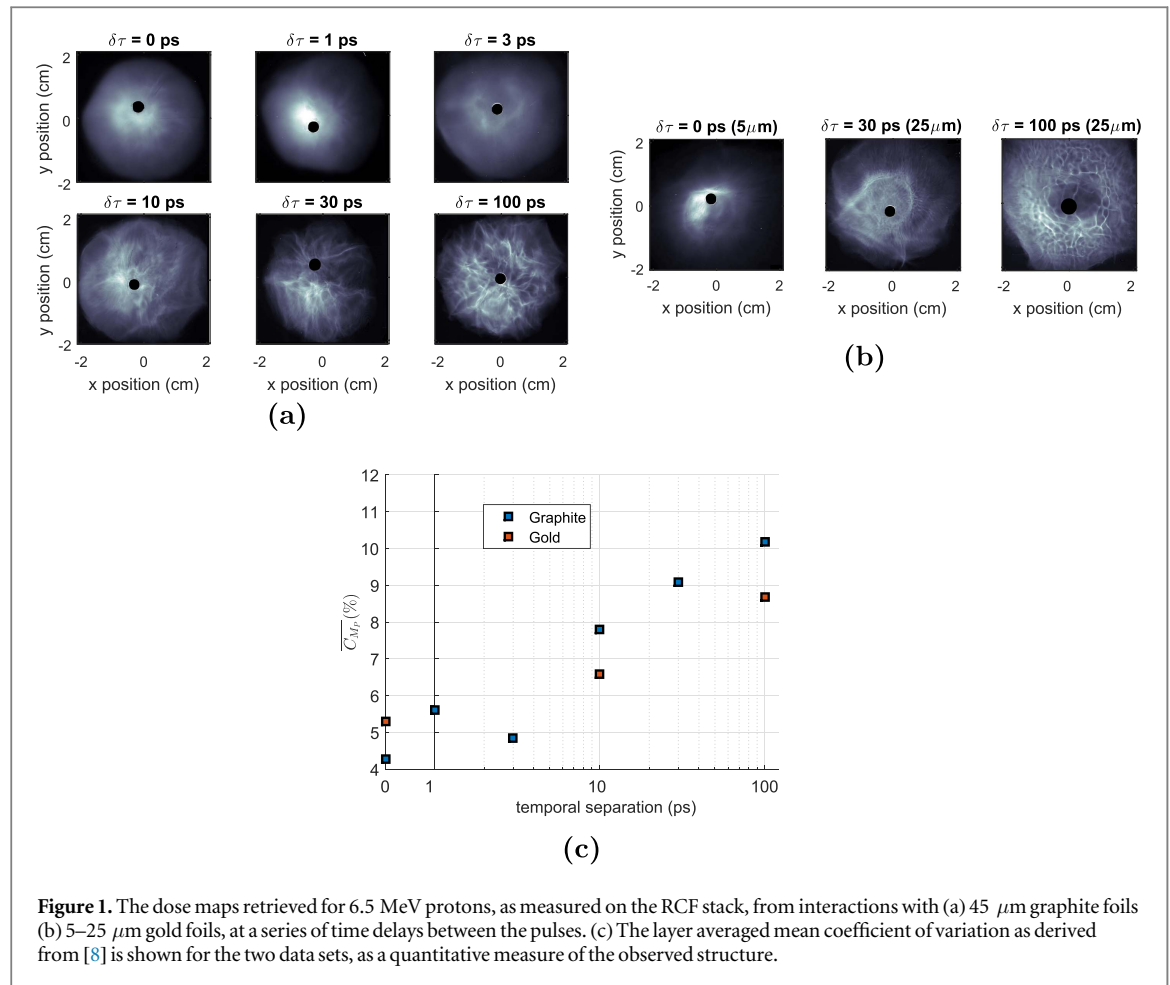 δτ = 0 ps
δτ = 1 ps
δτ = 3 ps
2
0
-2
y position (cm)
δτ = 10 ps
δτ = 30 ps
δτ = 100 ps
2
0
-2
y position (cm)
-2 0 2
-2 0 2
-2 0 2
x position (cm)
x position (cm)
x position (cm)
(a)
δτ = 0 ps (5μm)
δτ = 30 ps (25μm)
δτ = 100 ps (25μm)
2
0
-2
y position (cm)
-2 0 2
-2 0 2
-2 0 2
x position (cm)
x position (cm)
x position (cm)
(b)
12
11
10
9
8
7
6
5
4
C_{M_P}(%)
Graphite
Gold
0 1 10 100
temporal separation (ps)
(c)
Figure 1. The dose maps retrieved for 6.5 MeV protons, as measured on the RCF stack, from interactions with (a) 45 μm graphite foils
(b) 5–25 μm gold foils, at a series of time delays between the pulses. (c) The layer averaged mean coefficient of variation as derived
from [8] is shown for the two data sets, as a quantitative measure of the observed structure.